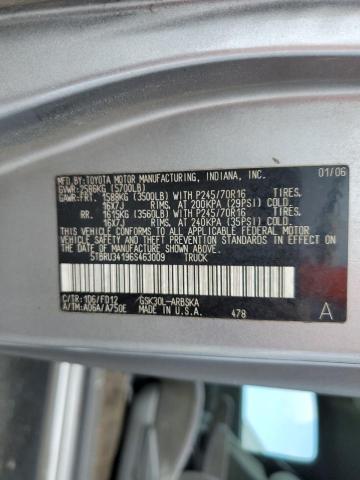 MFD. BY: TOYOTA MOTOR MANUFACTURING, INDIANA, INC. 01/06
GVWR: 2586KG (5700LB)
GAWR: FRT. 1588KG (3500LB) WITH P245/70R16 TIRES.
16X7J RIMS. AT 200KPA (29PSI) COLD.
RR. 1615KG (3560LB) WITH P245/70R16 TIRES.
16X7J RIMS. AT 240KPA (35PSI) COLD.
THIS VEHICLE CONFORMS TO ALL APPLICABLE FEDERAL MOTOR
VEHICLE SAFETY STANDARDS IN EFFECT ON THE DATE OF
MANUFACTURE SHOWN ABOVE.
5TBRU34196S463009 TRUCK
C/TR: 1D6/FD12 GSK30L-ARBSKA
A/TM: A06A/A750E MADE IN U.S.A. 478 A